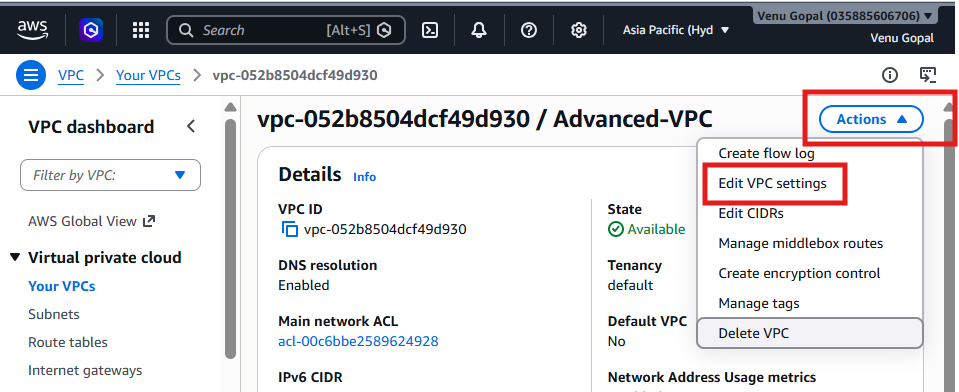 aws
Search [Alt+S]
Asia Pacific (Hyd
Venu Gopal (035885606706)
Venu Gopal
VPC
Your VPCs
vpc-052b8504dcf49d930
VPC dashboard
Filter by VPC:
AWS Global View
Virtual private cloud
Your VPCs
Subnets
Route tables
Internet gateways
vpc-052b8504dcf49d930 / Advanced-VPC
Actions
Create flow log
Edit VPC settings
Edit CIDRs
Manage middlebox routes
Create encryption control
Manage tags
Delete VPC
Details Info
VPC ID
vpc-052b8504dcf49d930
State
Available
DNS resolution
Enabled
Tenancy
default
Main network ACL
acl-00c6bbe2589624928
Default VPC
No
IPv6 CIDR
Network Address Usage metrics